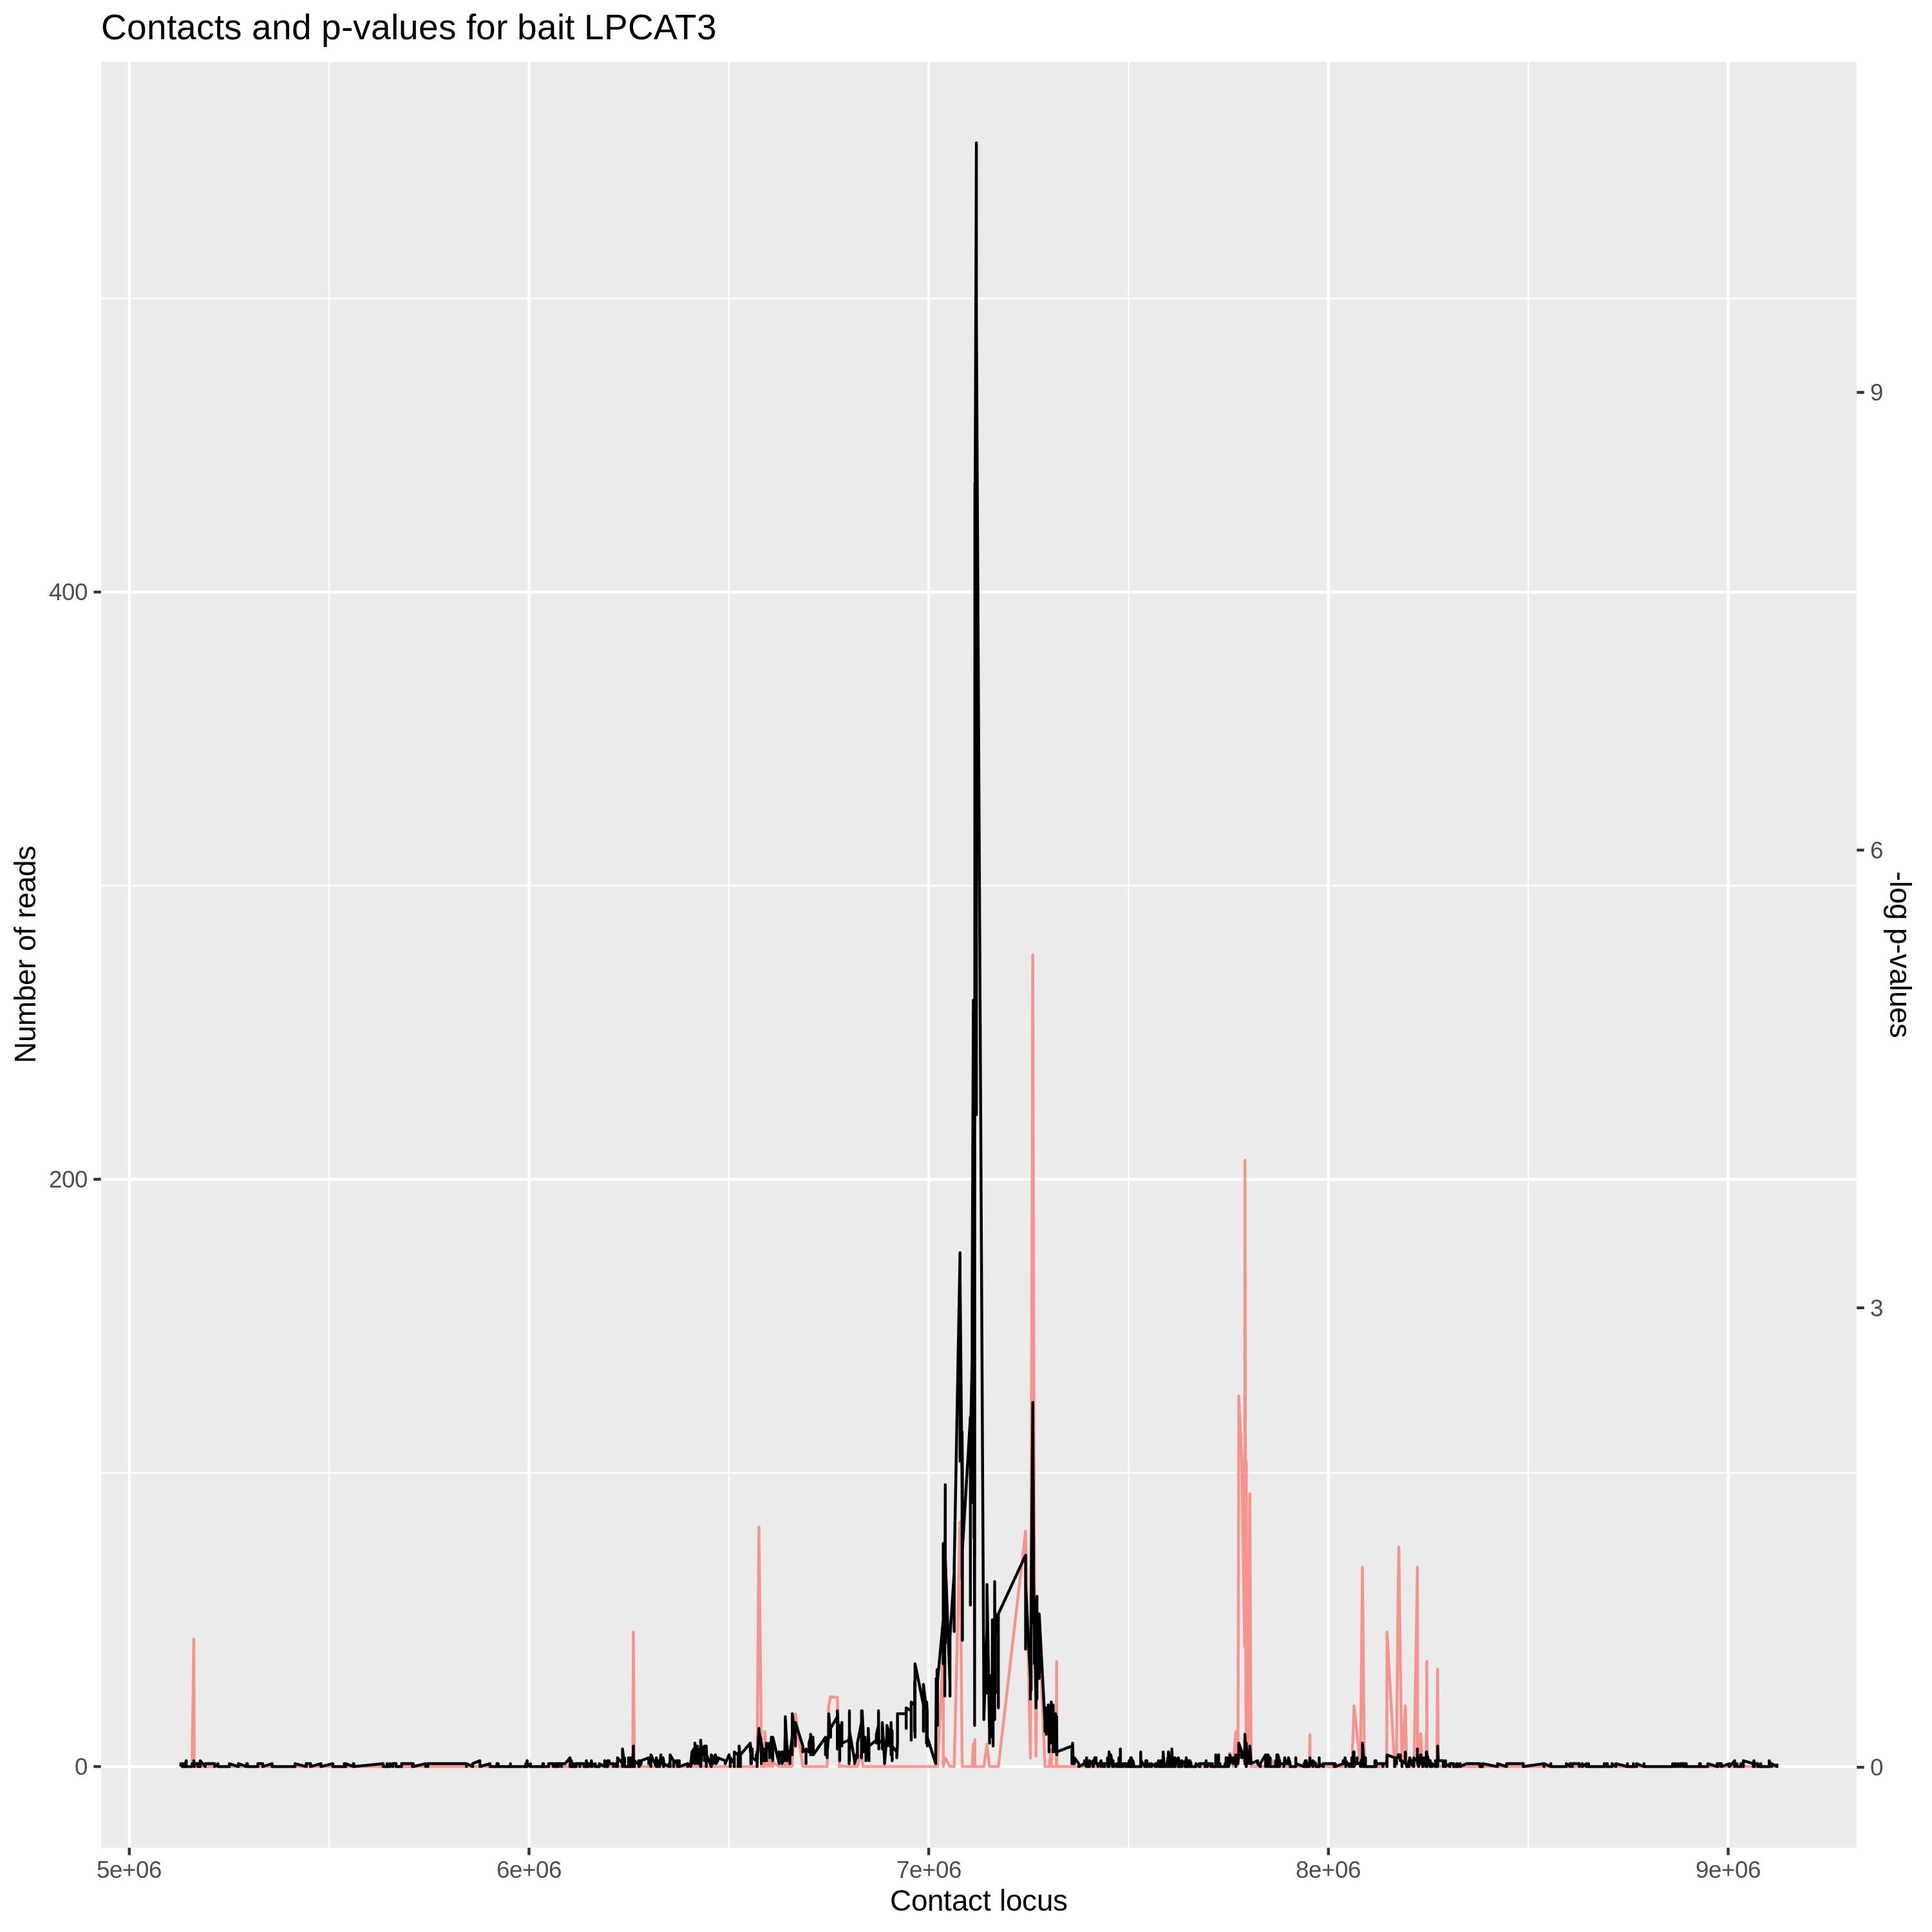 Contacts and p-values for bait LPCAT3
Number of reads
400
200
0
9
6
3
0
-log p-values
5e+06
6e+06
7e+06
8e+06
9e+06
Contact locus